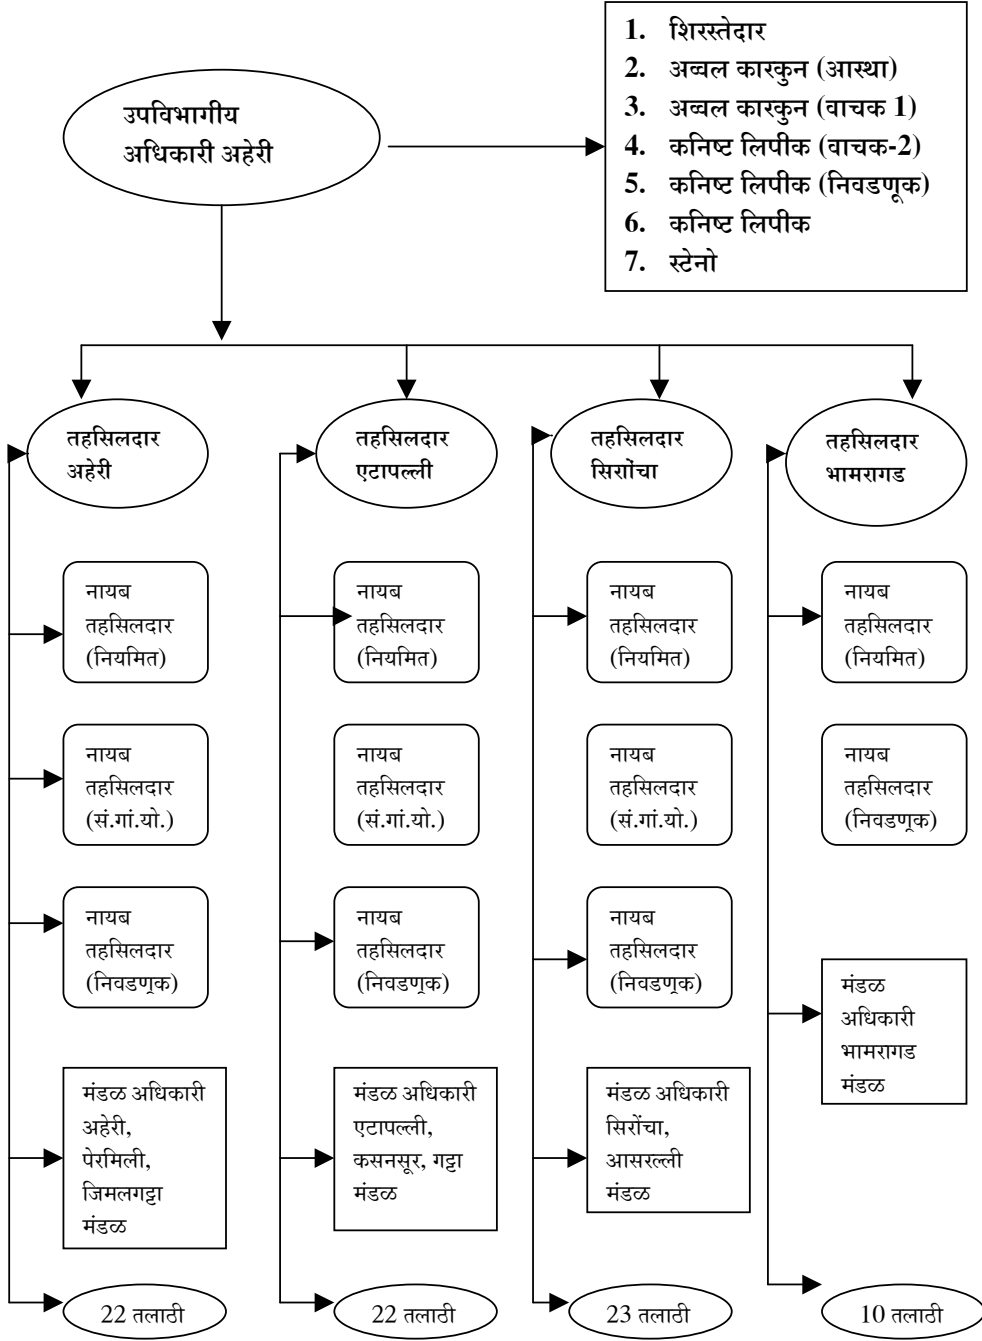 उपविभागीय
अधिकारी अहेरी
1. शिरस्तेदार
2. अव्वल कारकुन (आस्था)
3. अव्वल कारकुन (वाचक 1)
4. कनिष्ट लिपीक (वाचक-2)
5. कनिष्ट लिपीक (निवडणूक)
6. कनिष्ट लिपीक
7. स्टेनो
तहसिलदार
अहेरी
तहसिलदार
एटापल्ली
तहसिलदार
सिरोंचा
तहसिलदार
भामरागड
नायब
तहसिलदार
(नियमित)
नायब
तहसिलदार
(नियमित)
नायब
तहसिलदार
(नियमित)
नायब
तहसिलदार
(नियमित)
नायब
तहसिलदार
(सं.गां.यो.)
नायब
तहसिलदार
(सं.गां.यो.)
नायब
तहसिलदार
(सं.गां.यो.)
नायब
तहसिलदार
(निवडणूक)
नायब
तहसिलदार
(निवडणूक)
नायब
तहसिलदार
(निवडणूक)
नायब
तहसिलदार
(निवडणूक)
मंडळ
अधिकारी
भामरागड
मंडळ
मंडळ अधिकारी
अहेरी,
पेरमिली,
जिमलगट्टा
मंडळ
मंडळ अधिकारी
एटापल्ली,
कसनसूर, गट्टा
मंडळ
मंडळ अधिकारी
सिरोंचा,
आसरल्ली
मंडळ
22 तलाठी
22 तलाठी
23 तलाठी
10 तलाठी